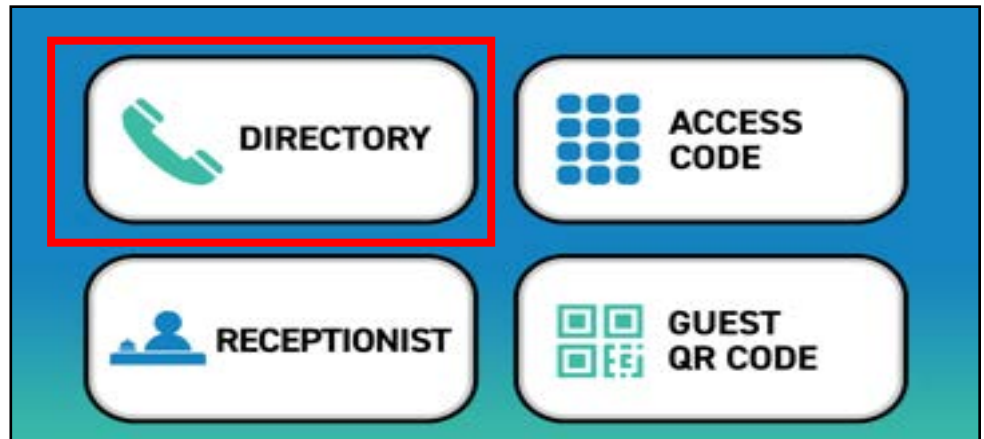 DIRECTORY
ACCESS
CODE
RECEPTIONIST
GUEST
QR CODE